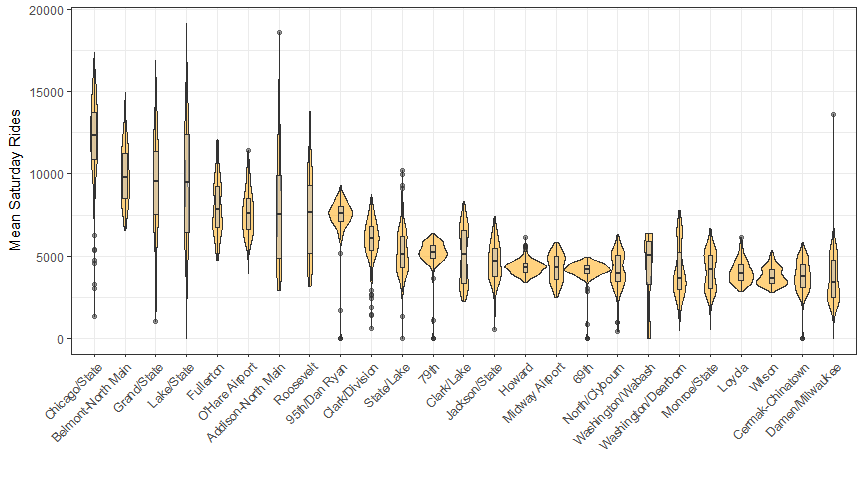 Mean Saturday Rides
20000
15000
10000
5000
0
Chicago/State
Belmont-North Main
Grand/State
Lake/State
Fullerton
O'Hare Airport
Addison-North Main
Roosevelt
95th/Dan Ryan
Clark/Division
State/Lake
79th
Clark/Lake
Jackson/State
Howard
Midway Airport
69th
North/Clybourn
Washington/Wabash
Washington/Dearborn
Monroe/State
Loyola
Wilson
Cermak-Chinatown
Damen/Milwaukee